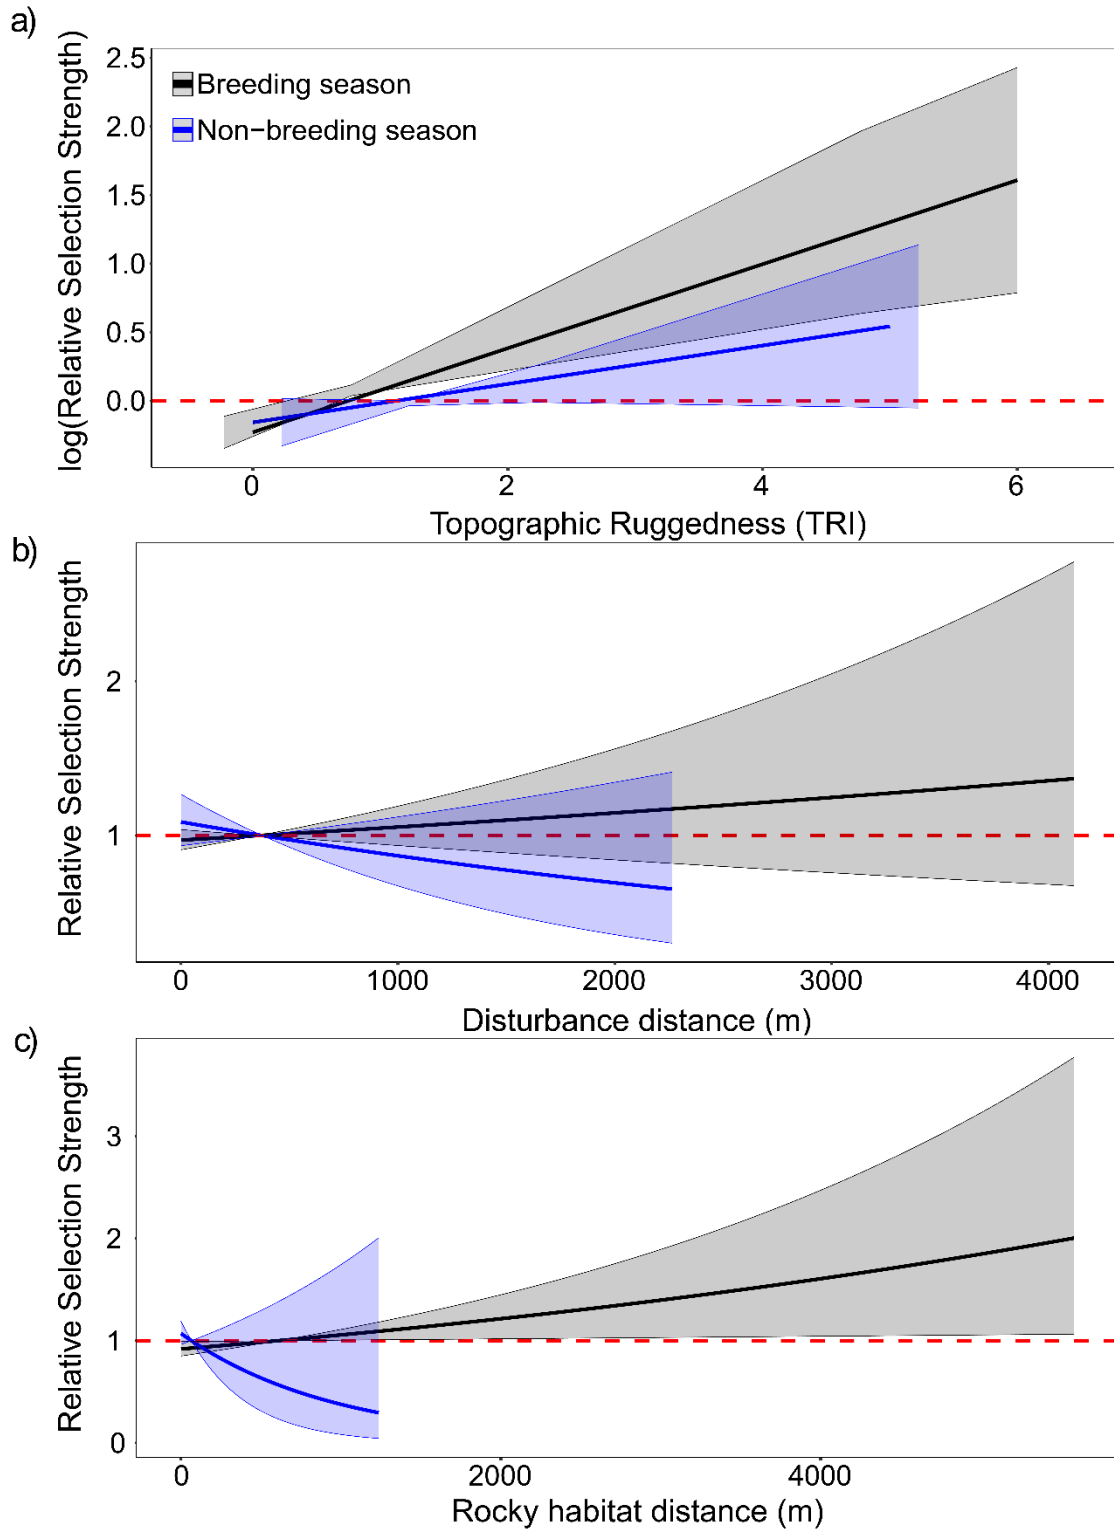 a)
log(Relative Selection Strength)
2.5
2.0
1.5
1.0
0.5
0.0
Breeding season
Non−breeding season
0 2 4 6
Topographic Ruggedness (TRI)
b)
Relative Selection Strength
2
1
0 1000 2000 3000 4000
Disturbance distance (m)
c)
Relative Selection Strength
3
2
1
0
0 2000 4000
Rocky habitat distance (m)